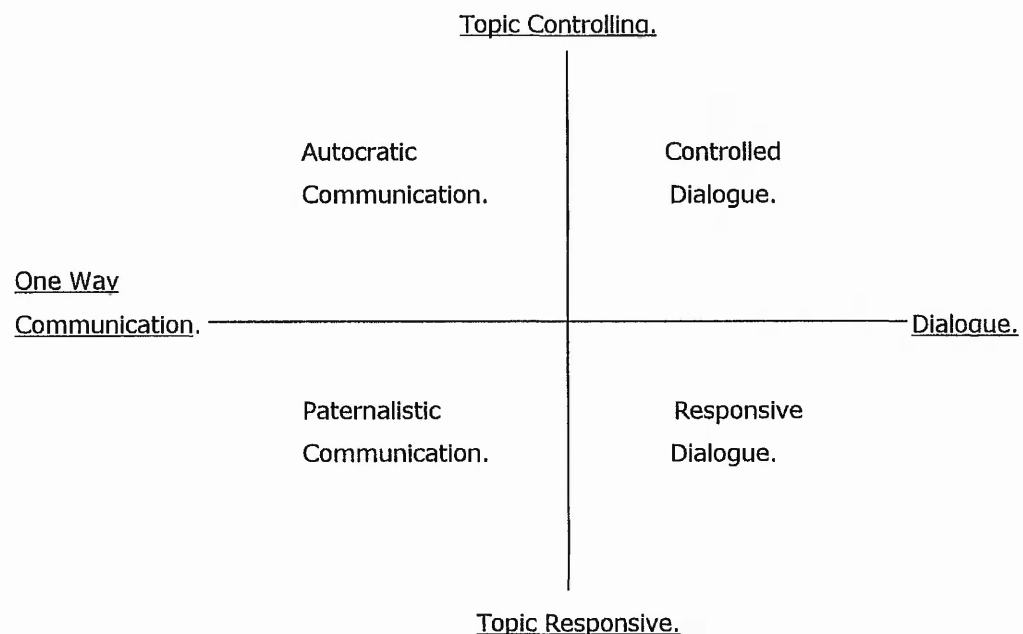 Topic Controlling.
Autocratic
Communication.
Controlled
Dialogue.
One Way
Communication.
Dialogue.
Paternalistic
Communication.
Responsive
Dialogue.
Topic Responsive.